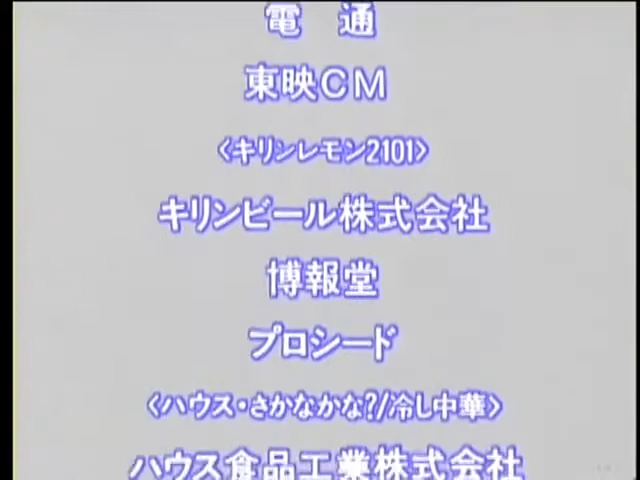 電 通
東映CM
〈キリンレモン2101〉
キリンビール株式会社
博報堂
プロシード
〈ハウス・さかなかな?/冷し中華〉
ハウス食品工業株式会社